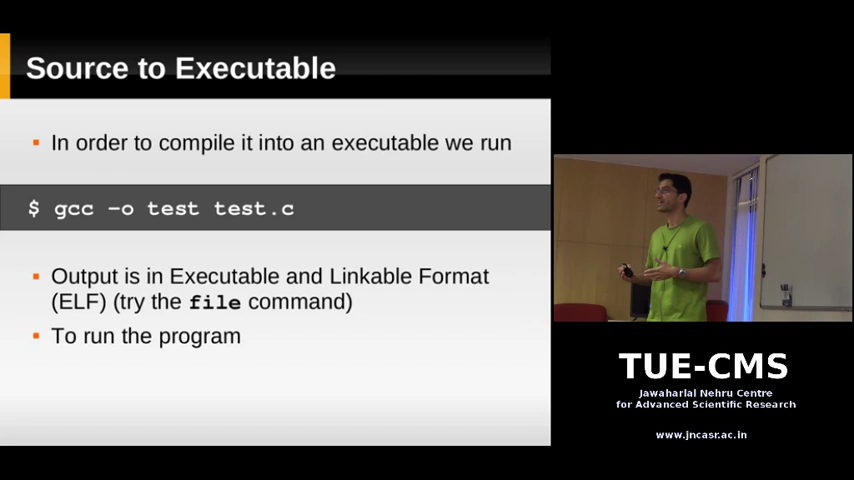 Source to Executable
In order to compile it into an executable we run
$ gcc -o test test.c
Output is in Executable and Linkable Format
(ELF) (try the file command)
To run the program
TUE-CMS
Jawaharlal Nehru Centre
for Advanced Scientific Research
www.jncasr.ac.in